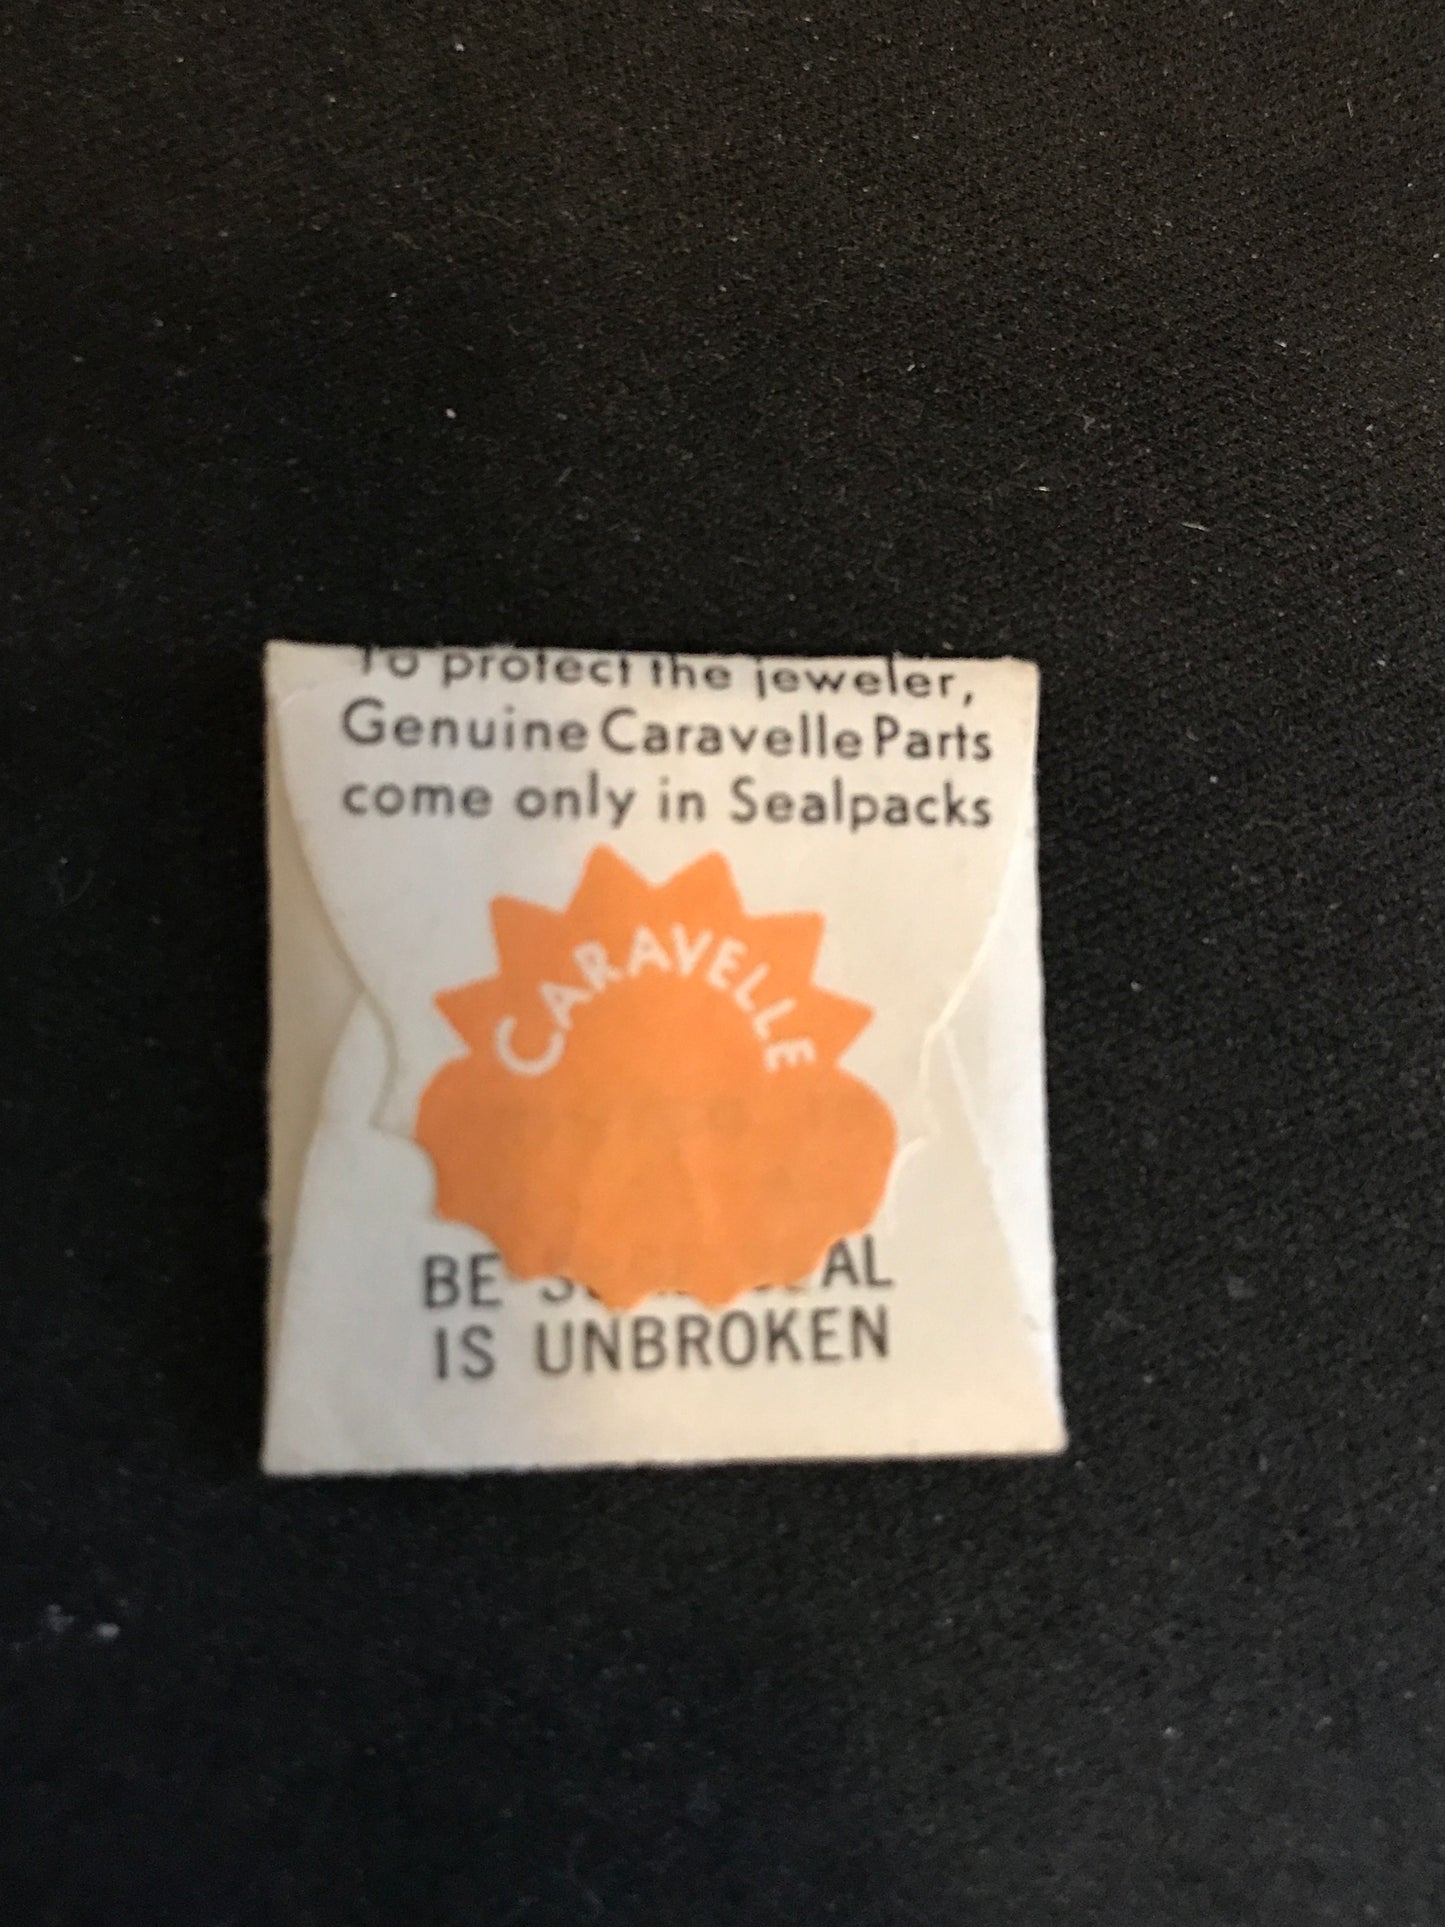 To protect the jeweler,
Genuine Caravelle Parts
come only in Sealpacks
CARAVELLE
BE
IS UNBROKEN